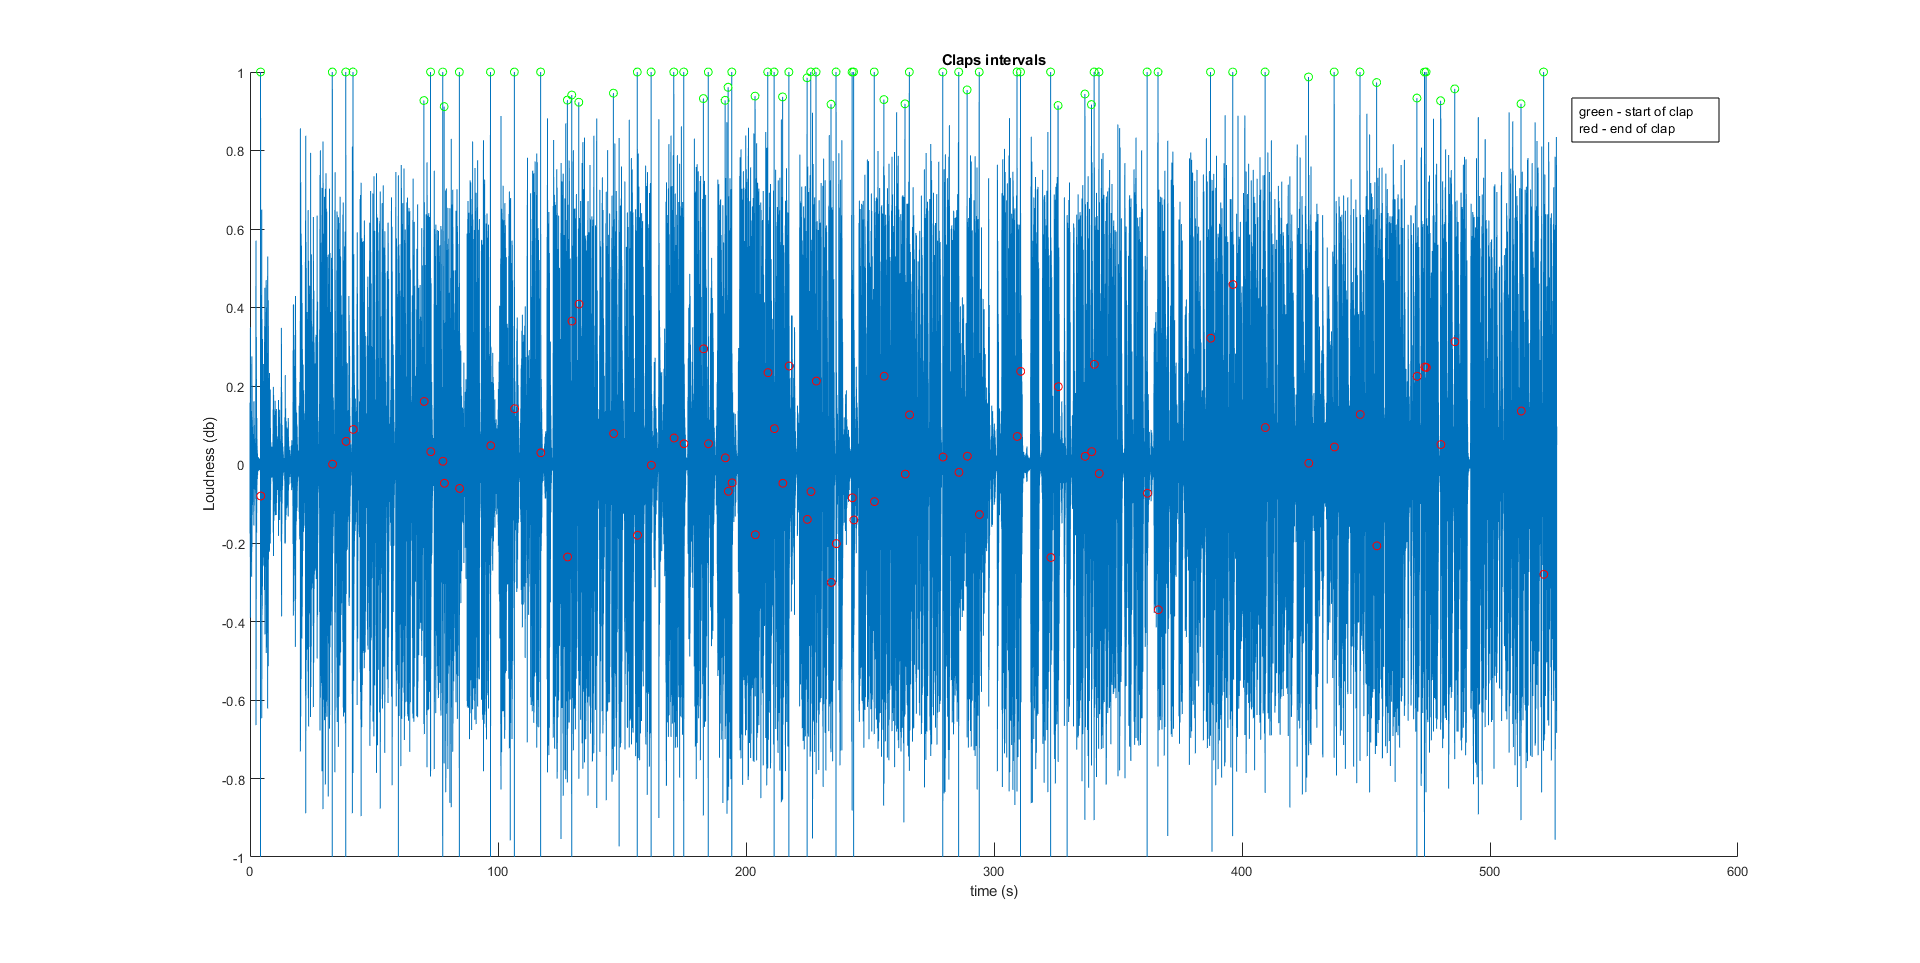 Claps intervals
green - start of clap
red - end of clap
Loudness (db)
1
0.8
0.6
0.4
0.2
0
-0.2
-0.4
-0.6
-0.8
-1
0 100 200 300 400 500 600
time (s)